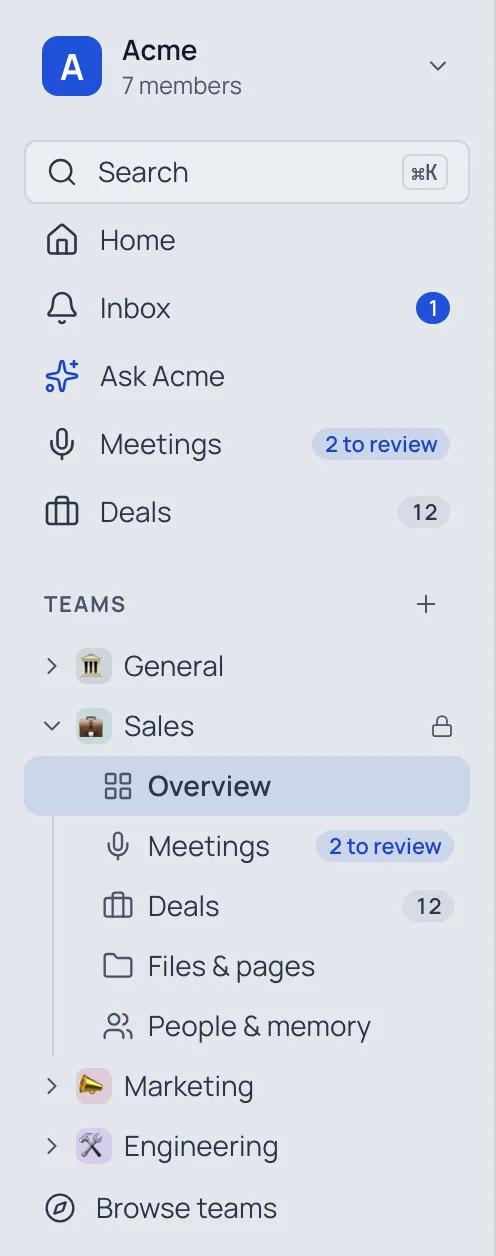 A
Acme
7 members
Search ⌘K
Home
Inbox 1
Ask Acme
Meetings 2 to review
Deals 12
TEAMS
General
Sales
Overview
Meetings 2 to review
Deals 12
Files & pages
People & memory
Marketing
Engineering
Browse teams